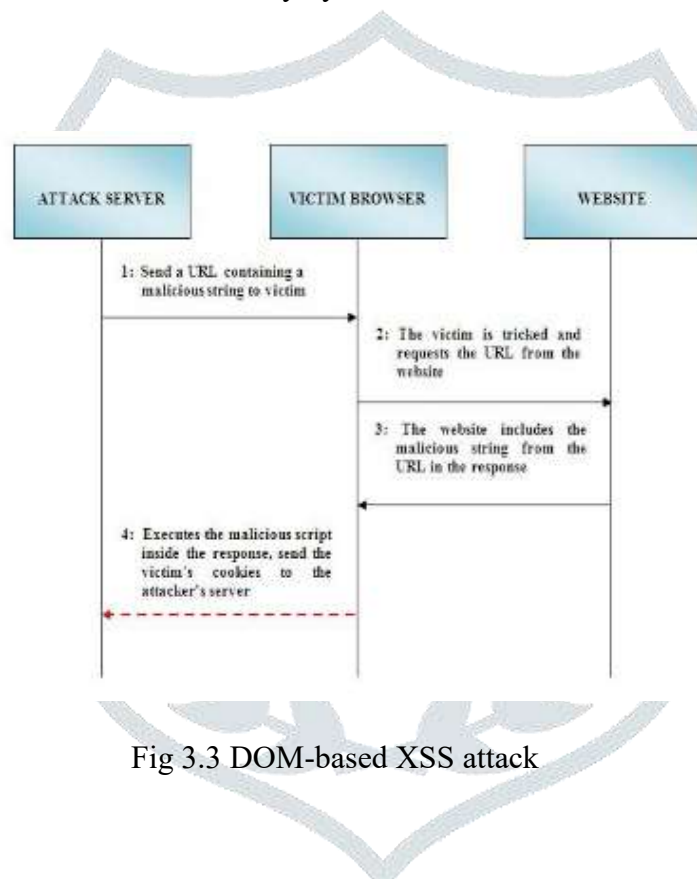 ATTACK SERVER
VICTIM BROWSER
WEBSITE
1: Send a URL containing a
malicious string to victim
2: The victim is tricked and
requests the URL from the
website
3: The website includes the
malicious string from the
URL in the response
4: Executes the malicious script
inside the response, send the
victim's cookies to the
attacker's server
Fig 3.3 DOM-based XSS attack